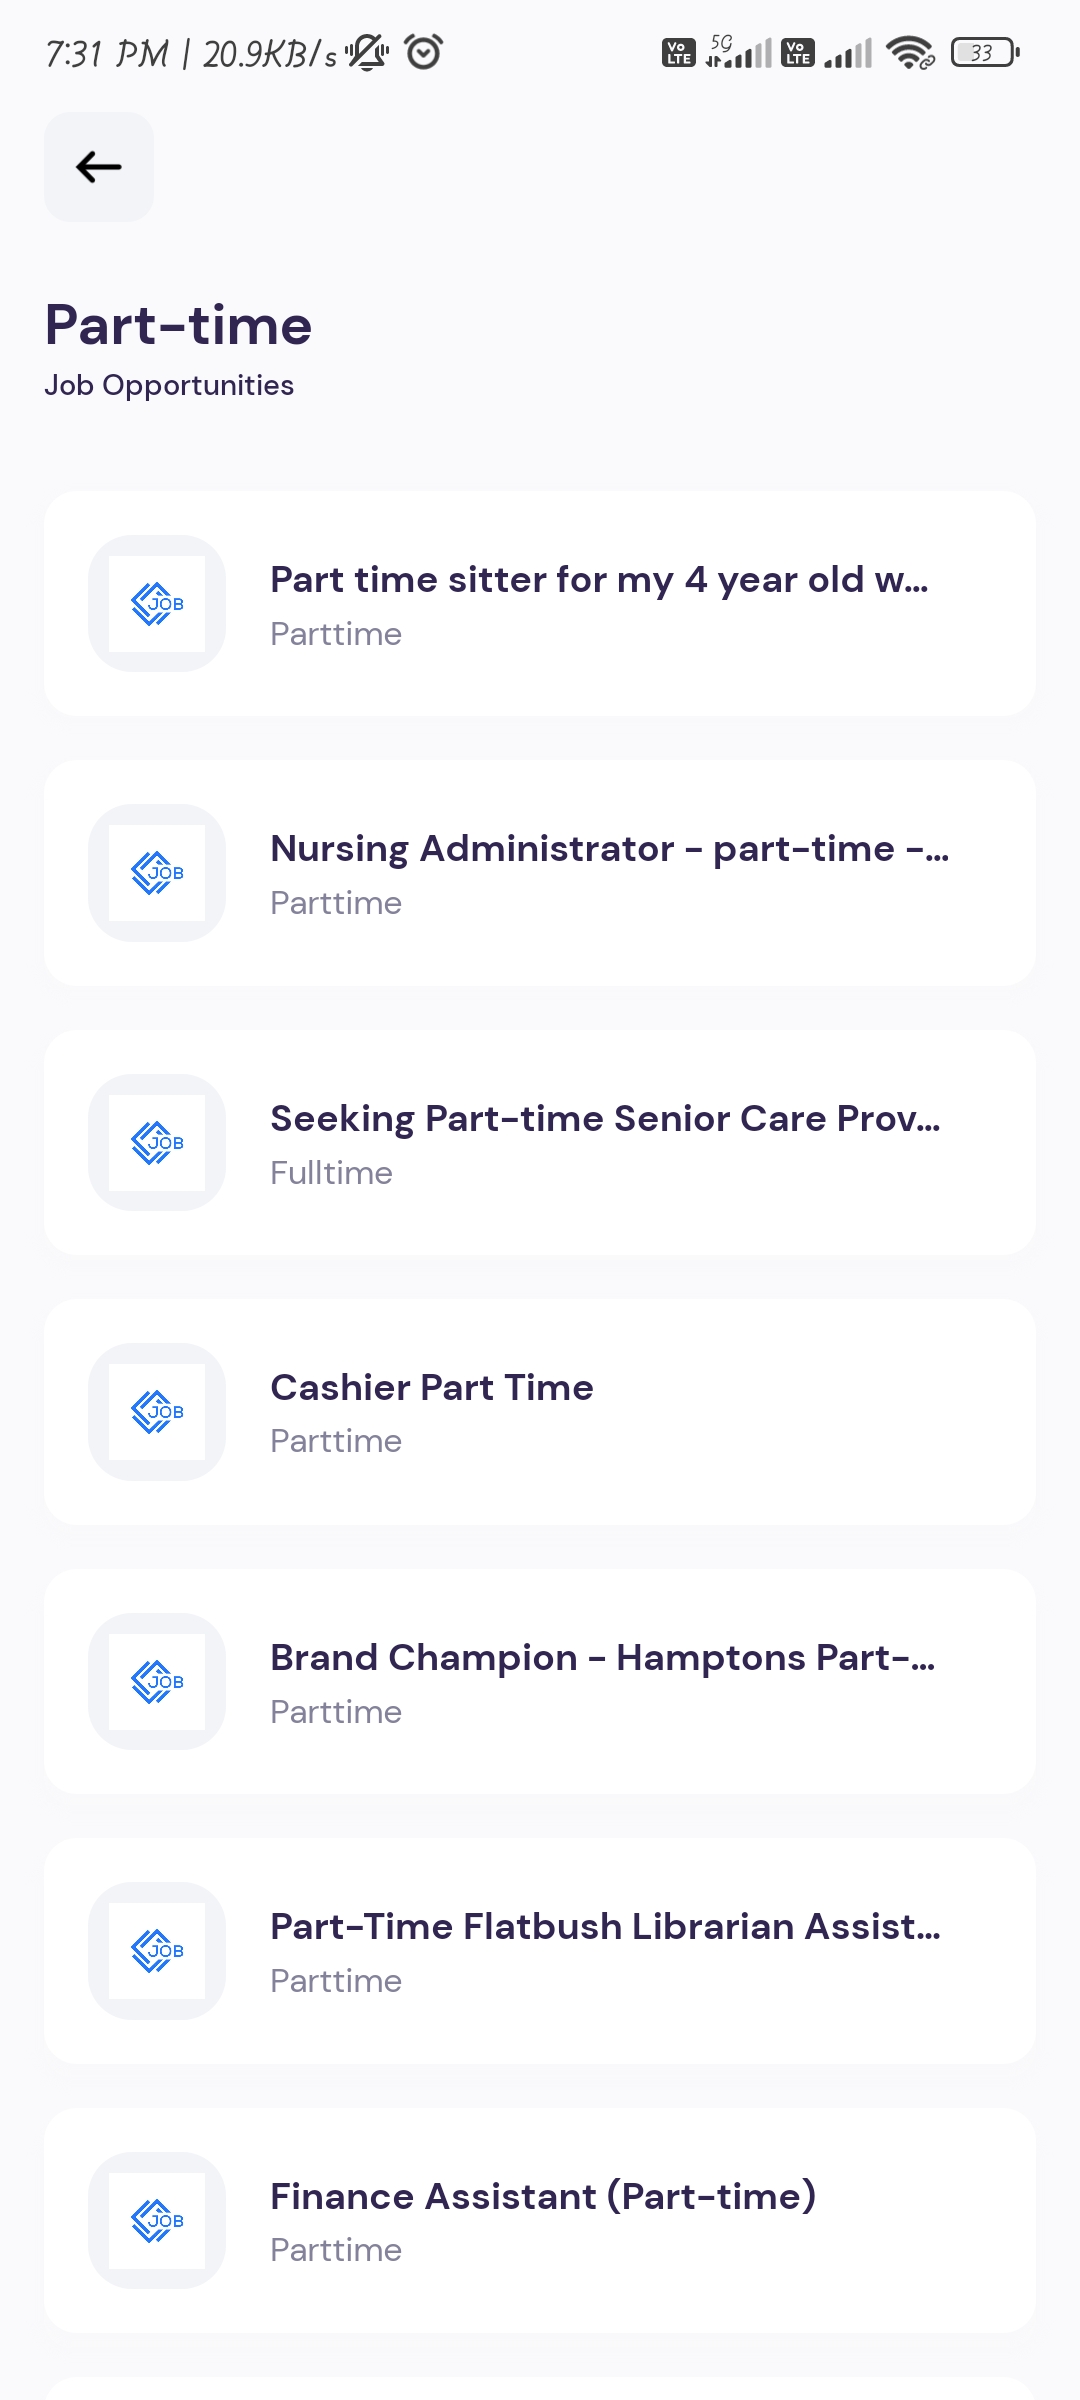 7:31 PM | 20.9KB/s
Vo LTE 5G Vo LTE 33
Part-time
Job Opportunities
JOB
Part time sitter for my 4 year old w...
Parttime
JOB
Nursing Administrator - part-time -...
Parttime
JOB
Seeking Part-time Senior Care Prov...
Fulltime
JOB
Cashier Part Time
Parttime
JOB
Brand Champion - Hamptons Part-...
Parttime
JOB
Part-Time Flatbush Librarian Assist...
Parttime
JOB
Finance Assistant (Part-time)
Parttime